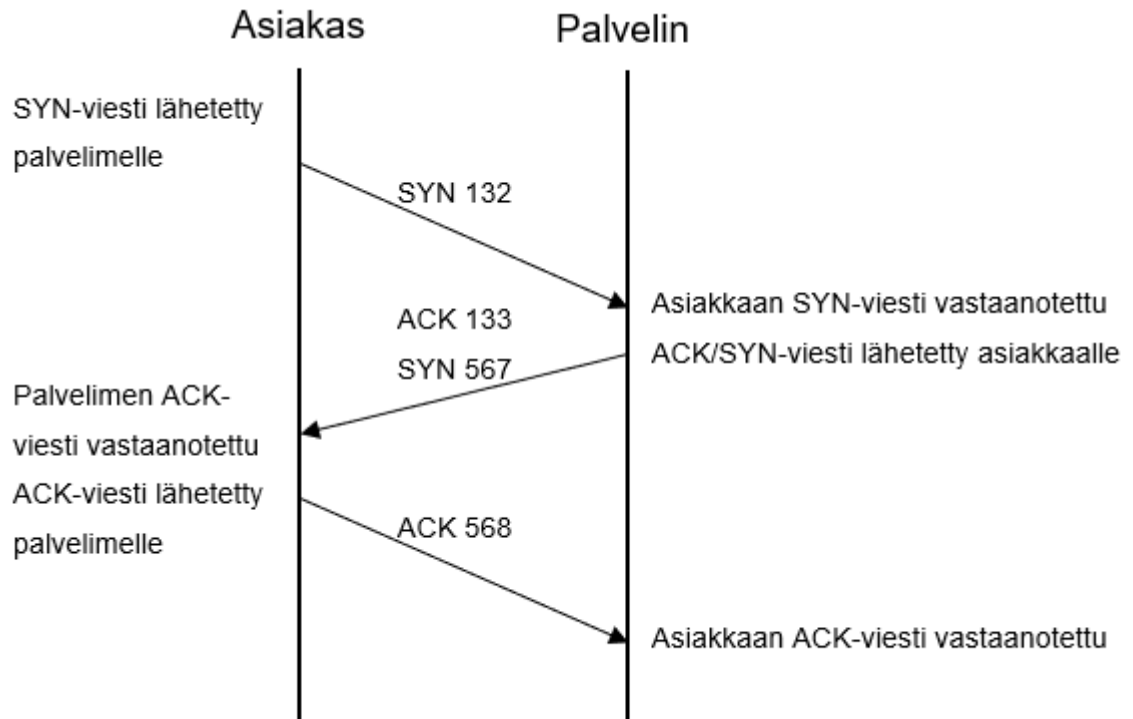 Asiakas
Palvelin
SYN-viesti lähetetty
palvelimelle
SYN 132
Asiakkaan SYN-viesti vastaanotettu
ACK 133
ACK/SYN-viesti lähetetty asiakkaalle
SYN 567
Palvelimen ACK-
viesti vastaanotettu
ACK-viesti lähetetty
palvelimelle
ACK 568
Asiakkaan ACK-viesti vastaanotettu